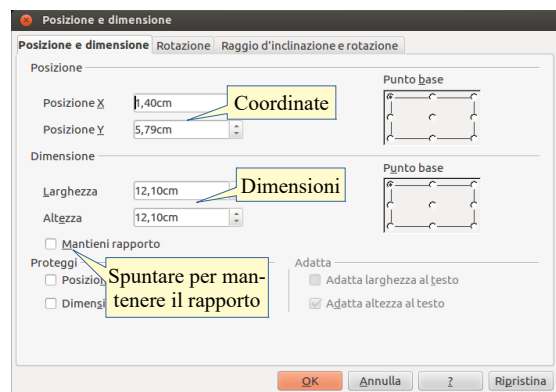 Posizione e dimensione
Posizione e dimensione Rotazione Raggio d'inclinazione e rotazione
Posizione
Punto base
Posizione X 1,40cm
Coordinate
Posizione Y 5,79cm
Dimensione
Punto base
Larghezza 12,10cm
Dimensioni
Altezza 12,10cm
Mantieni rapporto
Proteggi
Adatta
Spuntare per man-
tenere il rapporto
Adatta larghezza al testo
Adatta altezza al testo
OK Annulla ? Ripristina